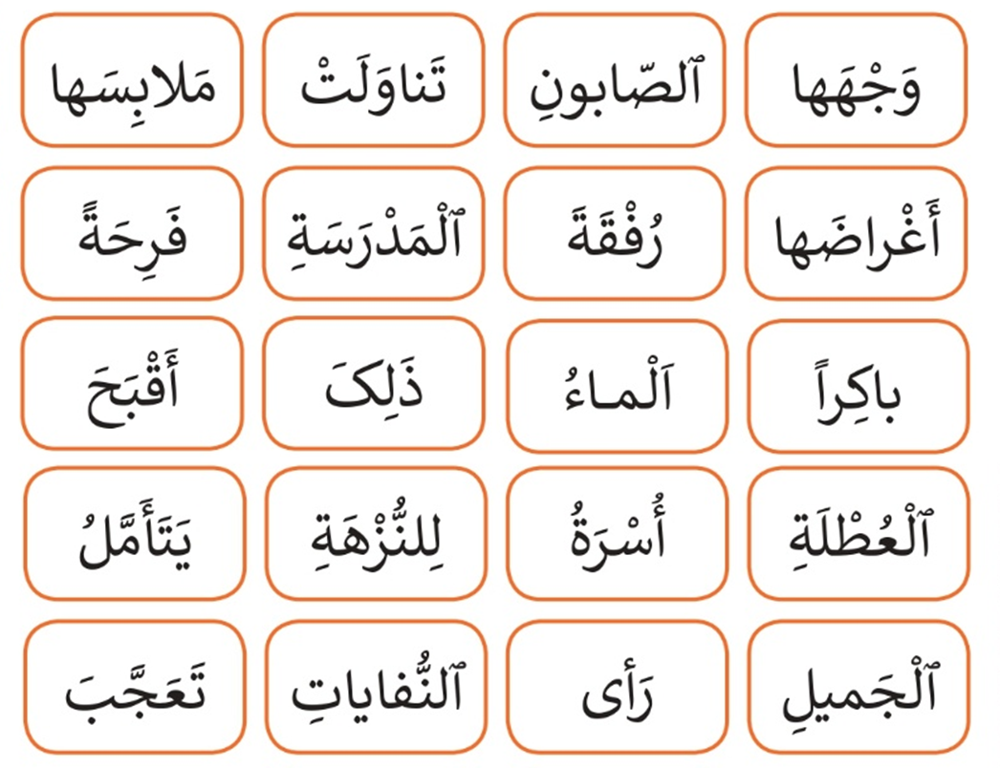 وَجْهَها ٱلصّابونِ تَناوَلَتْ مَلابِسَها
أَغْراضَها رُفْقَةَ ٱلْمَدْرَسَةِ فَرِحَةً
باكِراً اَلْماءُ ذَلِكَ أَقْبَحَ
ٱلْعُطْلَةِ أُسْرَةُ لِلنُّزْهَةِ يَتَأَمَّلُ
ٱلْجَميلِ رَأى ٱلنُّفاياتِ تَعَجَّبَ